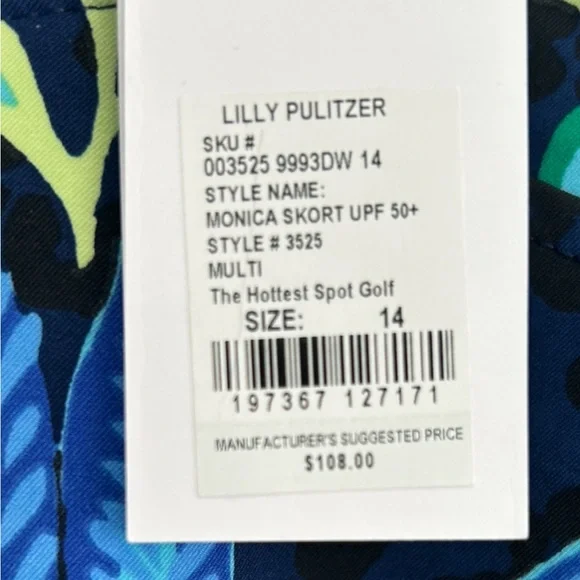 LILLY PULITZER
SKU #
003525 9993DW 14
STYLE NAME:
MONICA SKORT UPF 50+
STYLE # 3525
MULTI
The Hottest Spot Golf
SIZE: 14
197367 127171
MANUFACTURER'S SUGGESTED PRICE
$108.00